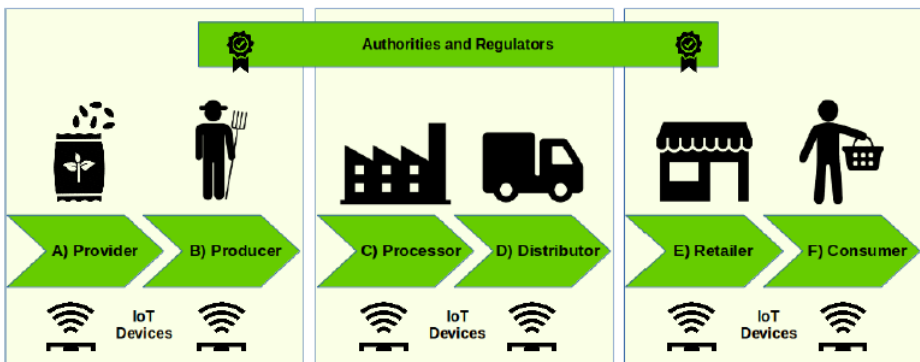 Authorities and Regulators
A) Provider
B) Producer
C) Processor
D) Distributor
E) Retailer
F) Consumer
IoT
Devices
IoT
Devices
IoT
Devices